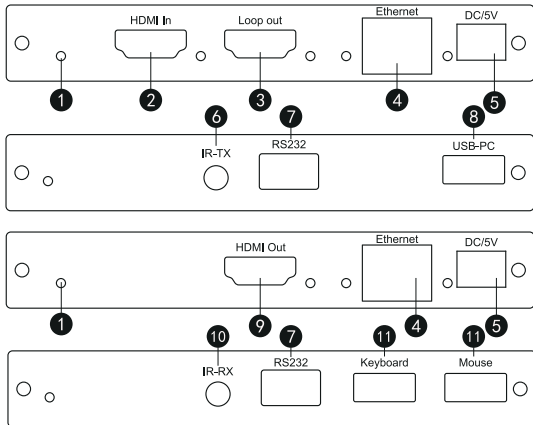 HDMI In Loop out Ethernet DC/5V
1 2 3 4 5
6 7 8
IR-TX RS232 USB-PC
HDMI Out Ethernet DC/5V
1 9 4 5
10 7 11 11
IR-RX RS232 Keyboard Mouse